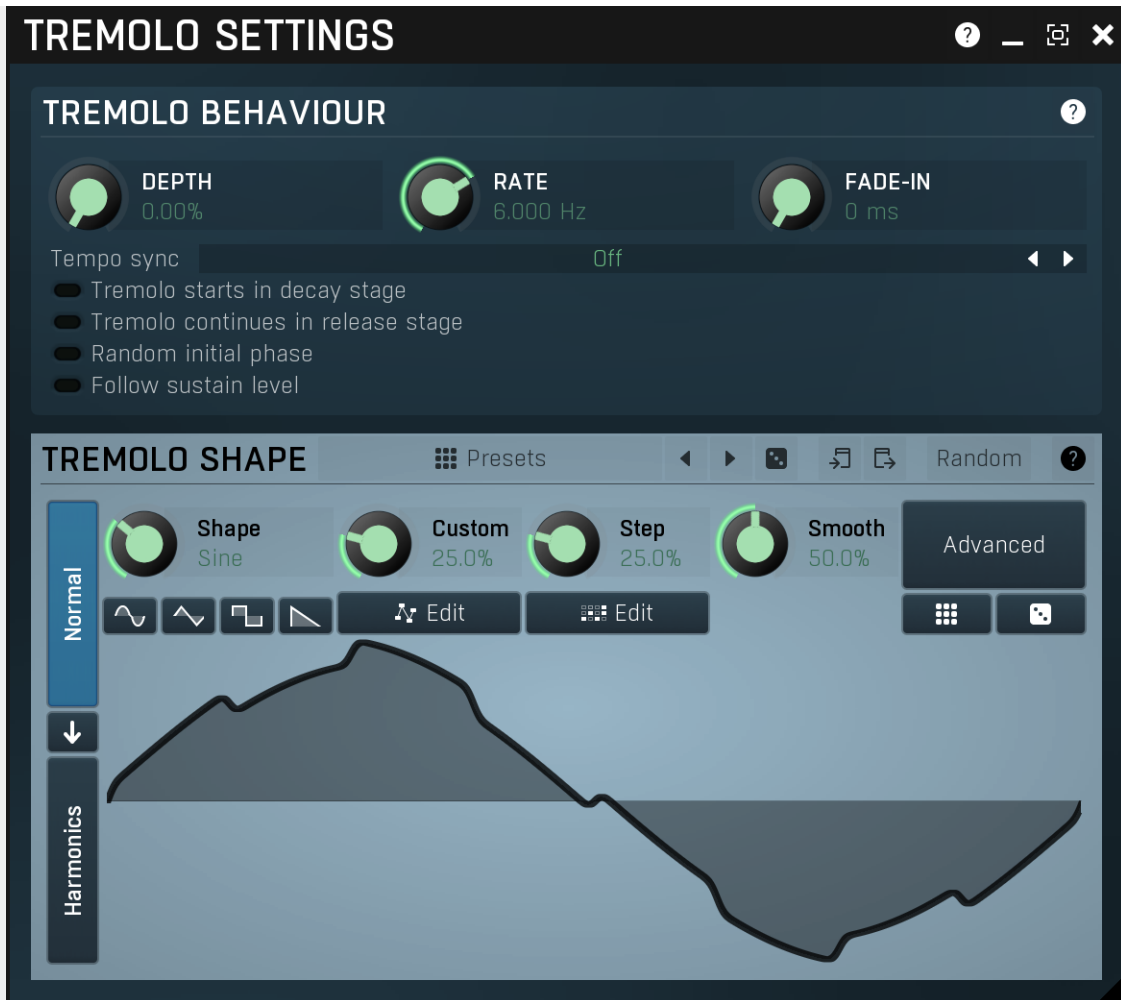 TREMOLO SETTINGS ?
TREMOLO BEHAVIOUR ?
DEPTH RATE FADE-IN
0.00% 6.000 Hz 0 ms
Tempo sync Off
Tremolo starts in decay stage
Tremolo continues in release stage
Random initial phase
Follow sustain level
TREMOLO SHAPE Presets Random ?
Shape Custom Step Smooth Advanced
Sine 25.0% 25.0% 50.0%
Normal
Edit Edit
Harmonics